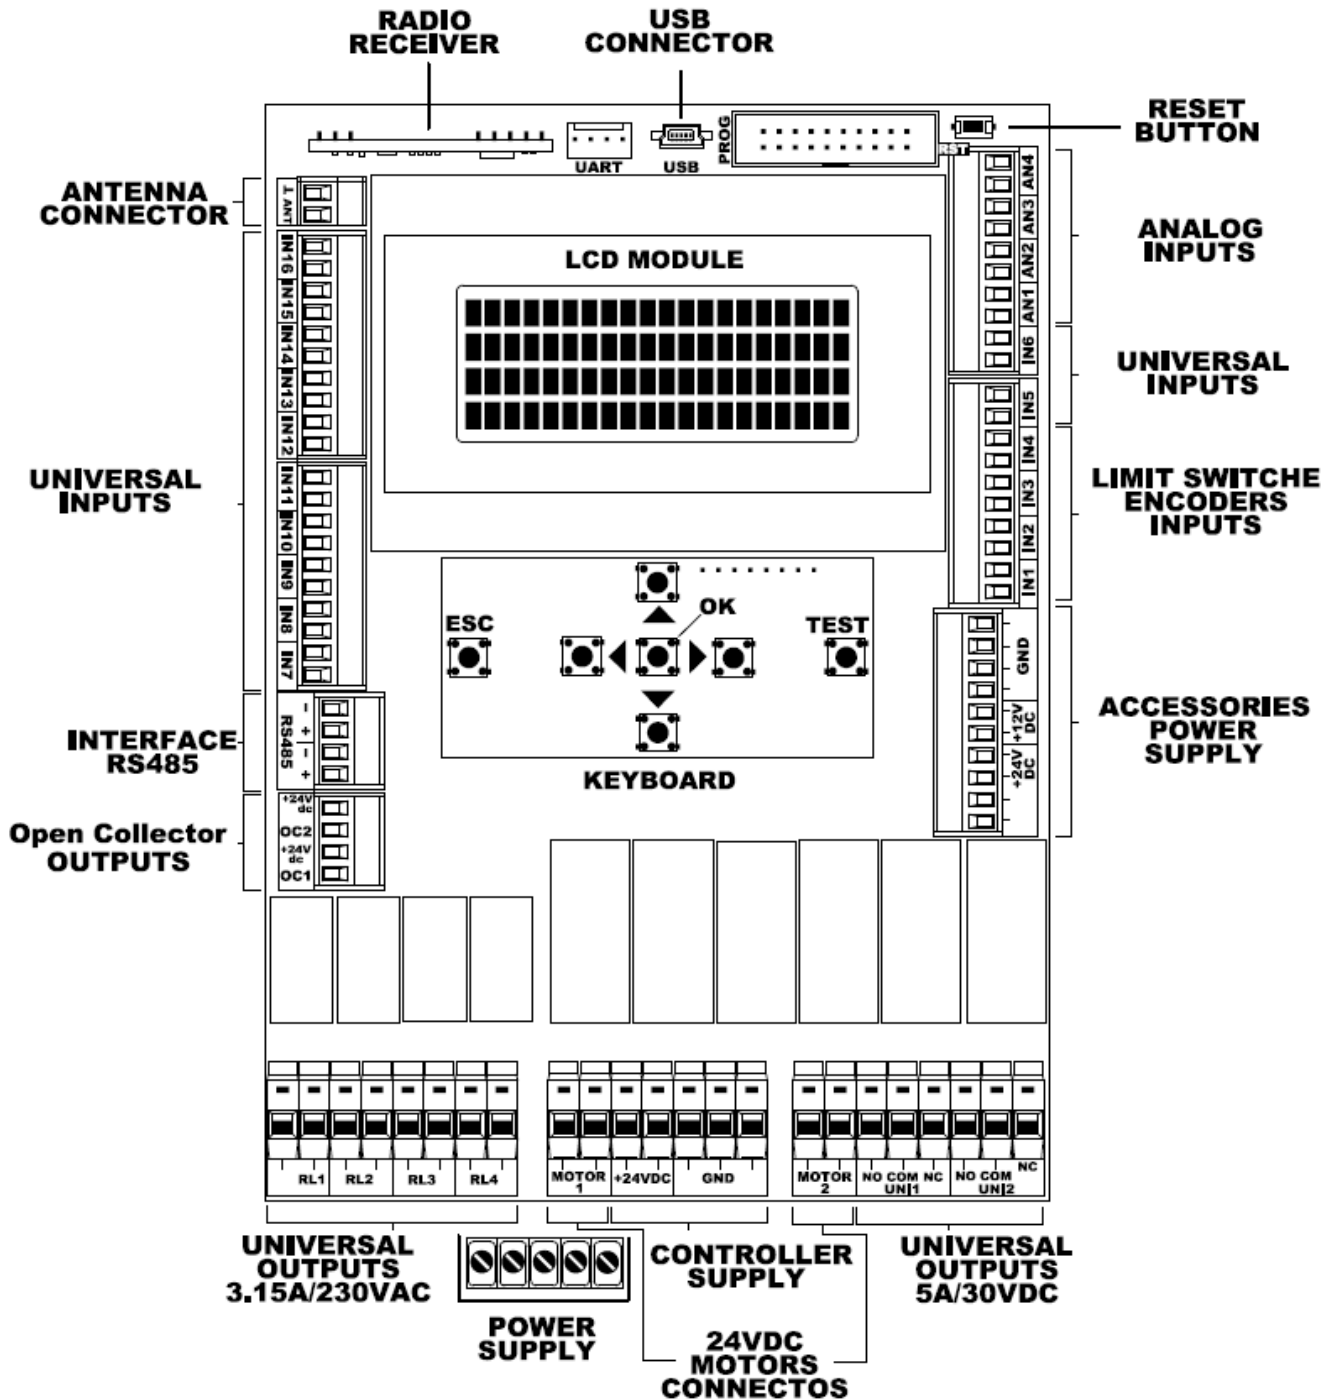 RADIO
RECEIVER
USB
CONNECTOR
RESET
BUTTON
PROG
RST
UART
USB
ANTENNA
CONNECTOR
⊥ ANT
IN16
IN15
IN14
IN13
IN12
IN11
IN10
IN9
IN8
IN7
UNIVERSAL
INPUTS
LCD MODULE
AN4
AN3
AN2
AN1
IN6
IN5
IN4
IN3
IN2
IN1
ANALOG
INPUTS
UNIVERSAL
INPUTS
LIMIT SWITCHE
ENCODERS
INPUTS
ESC
OK
TEST
KEYBOARD
GND
+12V
DC
+24V
DC
ACCESSORIES
POWER
SUPPLY
INTERFACE
RS485
RS485
- + - +
Open Collector
OUTPUTS
+24V
dc
OC2
+24V
dc
OC1
RL1 RL2 RL3 RL4
MOTOR
1
+24VDC
GND
MOTOR
2
NO COM NC
UNI1
NO COM NC
UNI2
UNIVERSAL
OUTPUTS
3.15A/230VAC
POWER
SUPPLY
CONTROLLER
SUPPLY
24VDC
MOTORS
CONNECTOS
UNIVERSAL
OUTPUTS
5A/30VDC